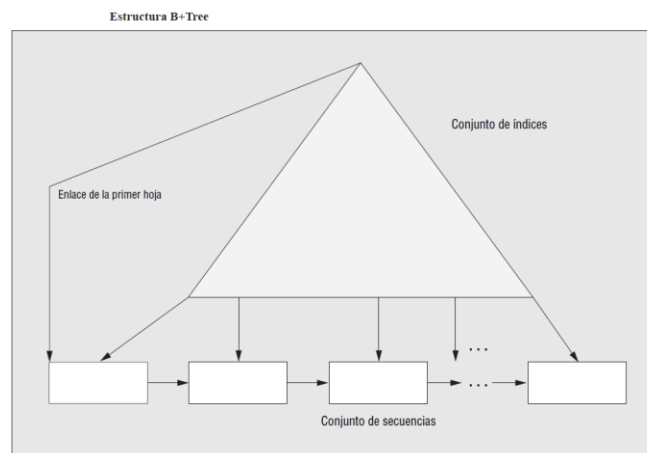 Estructura B+Tree
Conjunto de índices
Enlace de la primer hoja
...
...
Conjunto de secuencias